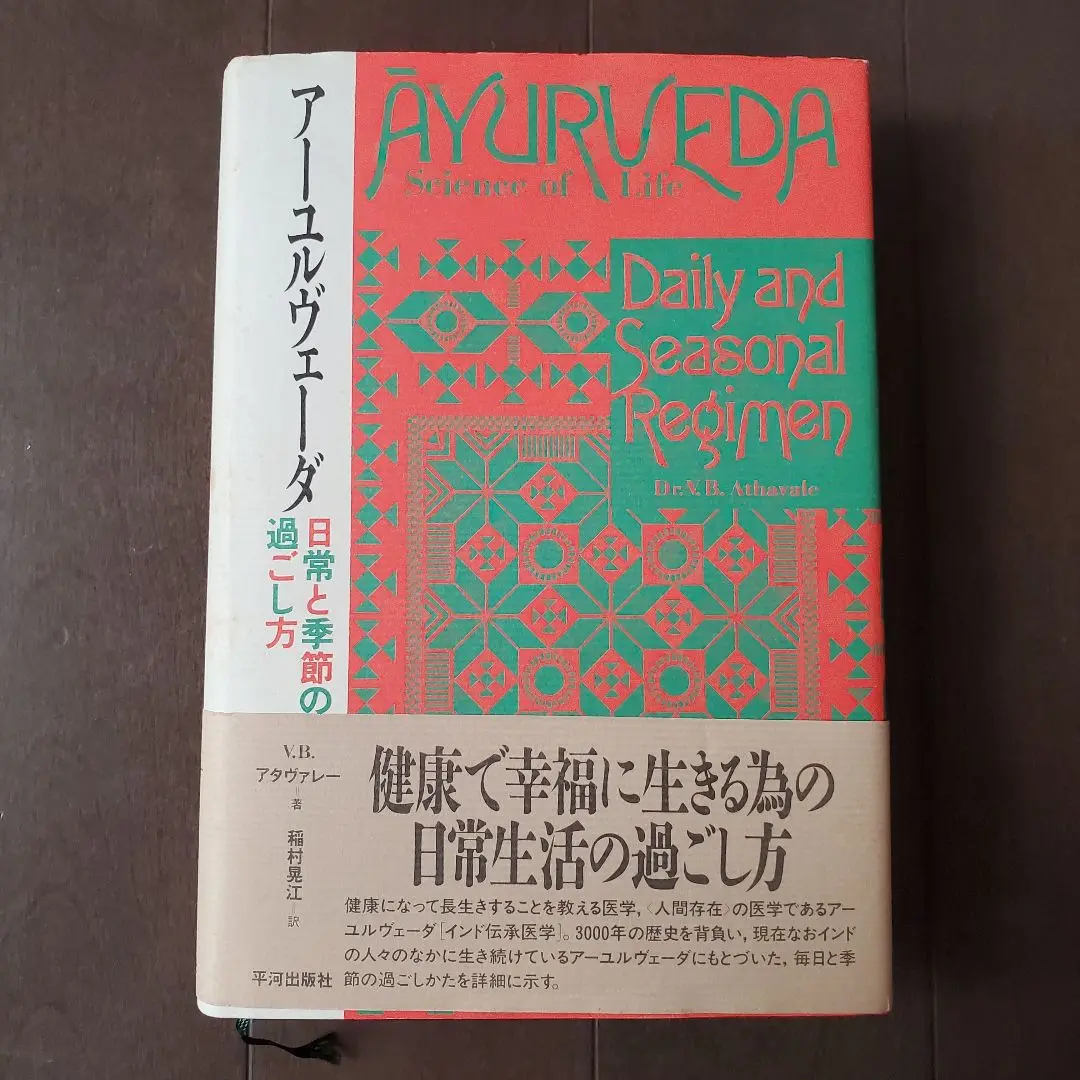 アーユルヴェーダ
日常と季節の
過ごし方
ĀYURVEDA
Science of Life
Daily and
Seasonal
Regimen
Dr. V. B. Athavale
V.B.
アタヴァレー
=
著
稲村晃江
=
訳
平河出版社
健康で幸福に生きる為の
日常生活の過ごし方
健康になって長生きすることを教える医学,〈人間存在〉の医学であるアー
ユルヴェーダ[インド伝承医学]。3000年の歴史を背負い,現在なおインド
の人々のなかに生き続けているアーユルヴェーダにもとづいた,毎日と季
節の過ごしかたを詳細に示す。